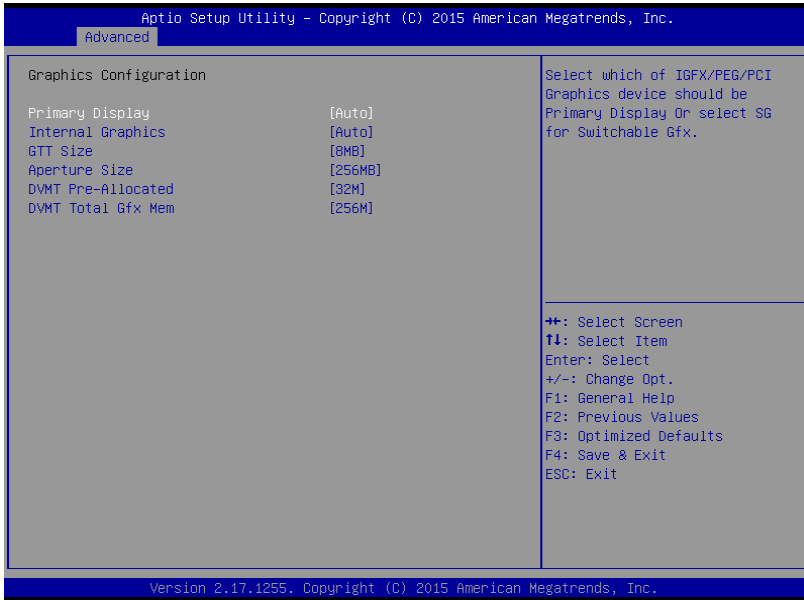 Aptio Setup Utility – Copyright (C) 2015 American Megatrends, Inc.
Advanced
Graphics Configuration
Primary Display [Auto]
Internal Graphics [Auto]
GTT Size [8MB]
Aperture Size [256MB]
DVMT Pre-Allocated [32M]
DVMT Total Gfx Mem [256M]
Select which of IGFX/PEG/PCI
Graphics device should be
Primary Display Or select SG
for Switchable Gfx.
→←: Select Screen
↑↓: Select Item
Enter: Select
+/-: Change Opt.
F1: General Help
F2: Previous Values
F3: Optimized Defaults
F4: Save & Exit
ESC: Exit
Version 2.17.1255. Copyright (C) 2015 American Megatrends, Inc.